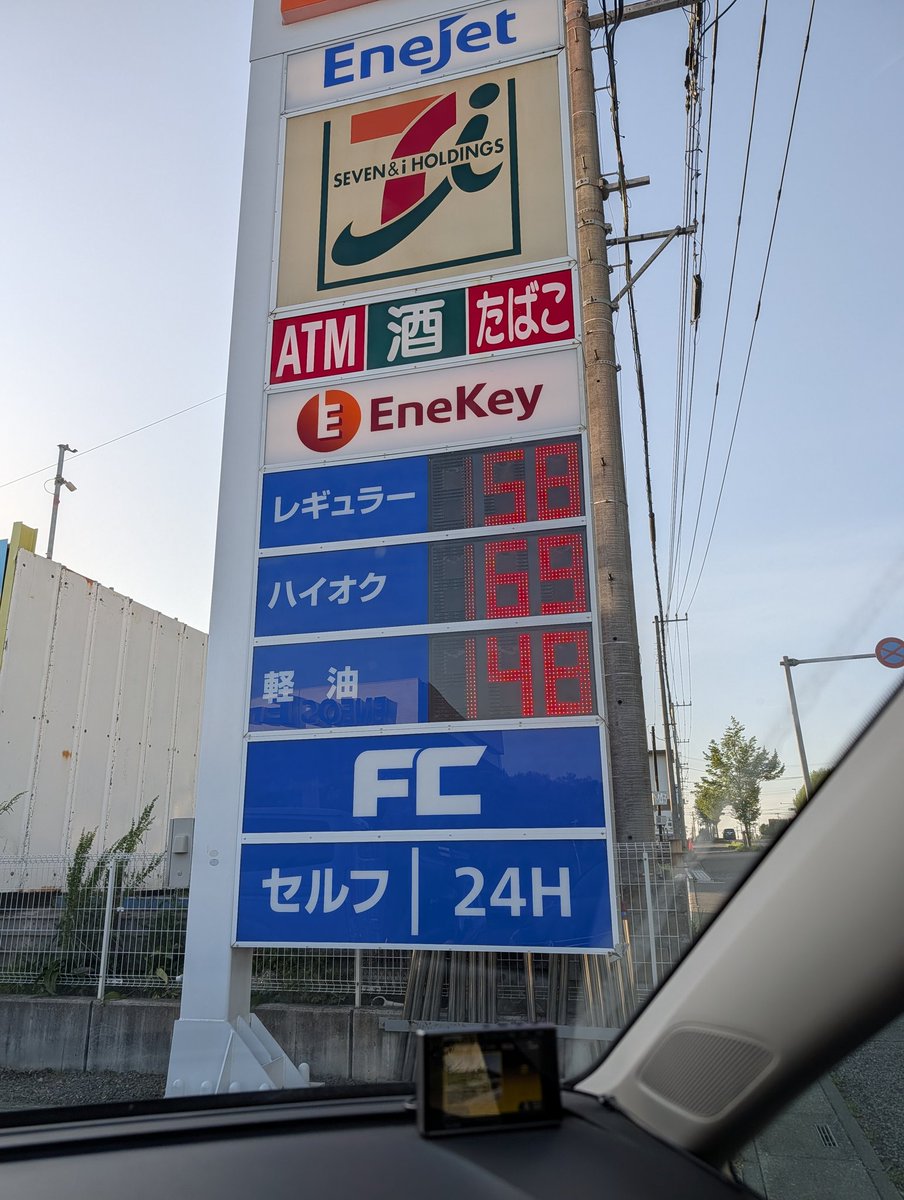 EneJet
SEVEN & i HOLDINGS
ATM 酒 たばこ
E EneKey
レギュラー 158
ハイオク 169
軽油 148
FC
セルフ 24H